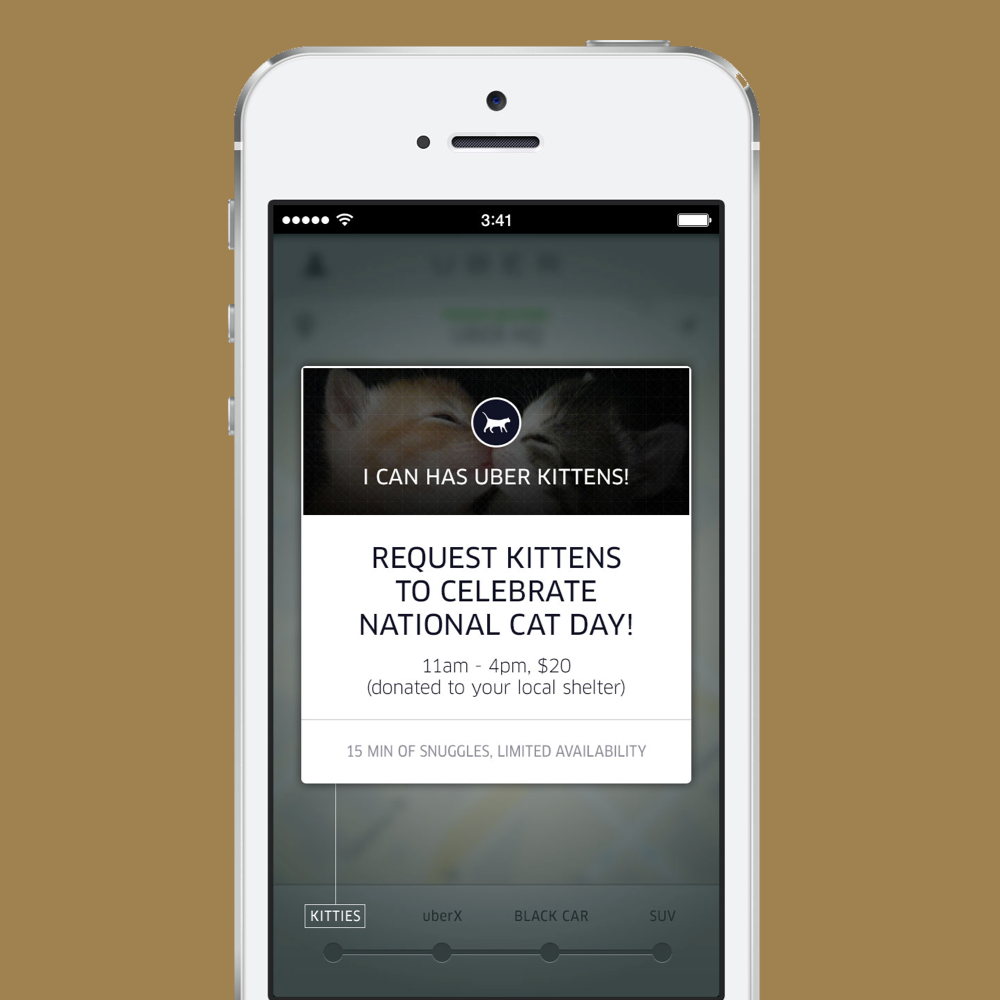 3:41
UBER
I CAN HAS UBER KITTENS!
REQUEST KITTENS
TO CELEBRATE
NATIONAL CAT DAY!
11am - 4pm, $20
(donated to your local shelter)
15 MIN OF SNUGGLES, LIMITED AVAILABILITY
KITTIES uberX BLACK CAR SUV